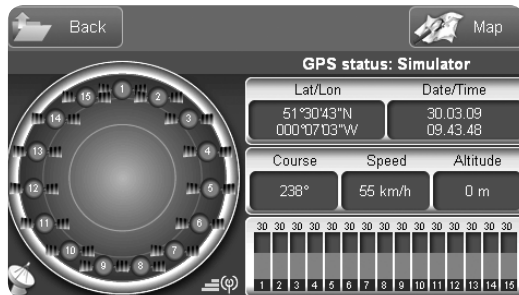 Back
Map
GPS status: Simulator
Lat/Lon
Date/Time
51°30'43"N
000°07'03"W
30.03.09
09.43.48
Course
Speed
Altitude
238°
55 km/h
0 m
1
2
3
4
5
6
7
8
9
10
11
12
13
14
15
30 30 30 30 30 30 30 30 30 30 30 30 30 30 30
1 2 3 4 5 6 7 8 9 10 11 12 13 14 15